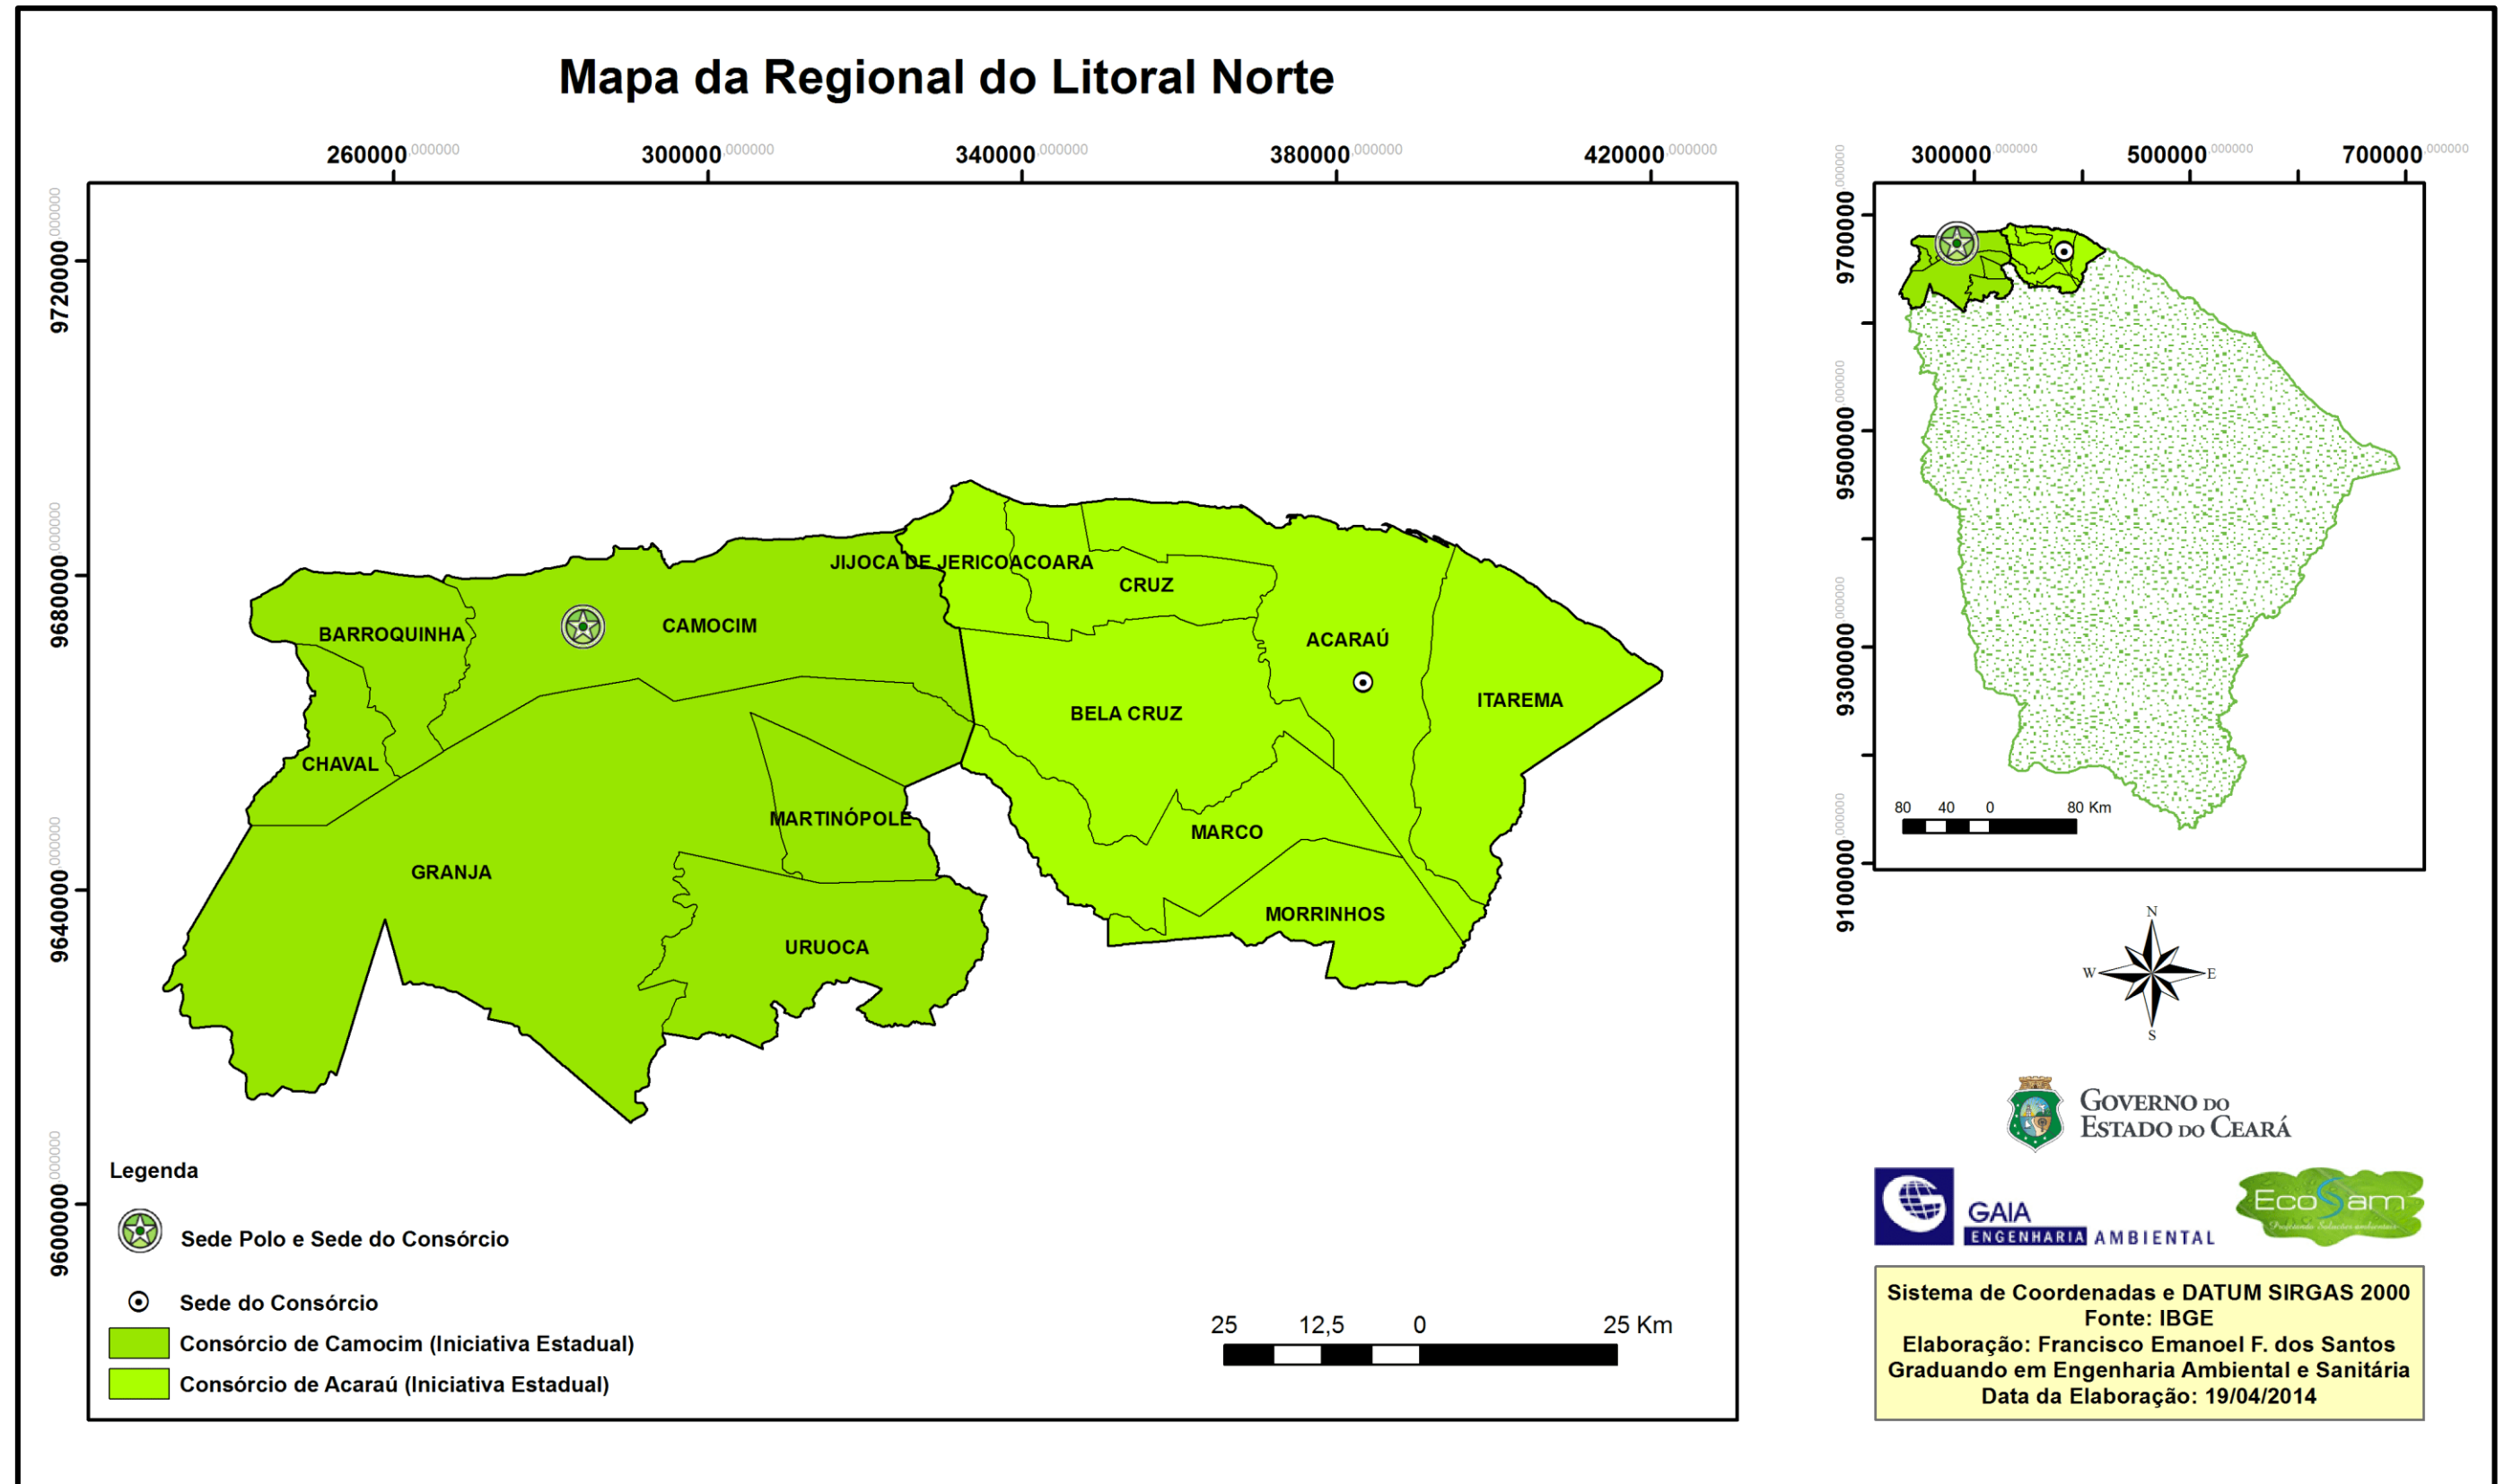 Mapa da Regional do Litoral Norte
260000,000000 300000,000000 340000,000000 380000,000000 420000,000000
9720000,000000
9680000,000000
9640000,000000
9600000,000000
JIJOCA DE JERICOACOARA
CRUZ
BARROQUINHA
CAMOCIM
ACARAÚ
ITAREMA
BELA CRUZ
CHAVAL
MARTINÓPOLE
MARCO
GRANJA
MORRINHOS
URUOCA
Legenda
Sede Polo e Sede do Consórcio
Sede do Consórcio
Consórcio de Camocim (Iniciativa Estadual)
Consórcio de Acaraú (Iniciativa Estadual)
25 12,5 0 25 Km
300000,000000 500000,000000 700000,000000
9700000,000000
9500000,000000
9300000,000000
9100000,000000
80 40 0 80 Km
N
W E
S
GOVERNO DO
ESTADO DO CEARÁ
GAIA
ENGENHARIA AMBIENTAL
EcoSam
Sistema de Coordenadas e DATUM SIRGAS 2000
Fonte: IBGE
Elaboração: Francisco Emanoel F. dos Santos
Graduando em Engenharia Ambiental e Sanitária
Data da Elaboração: 19/04/2014